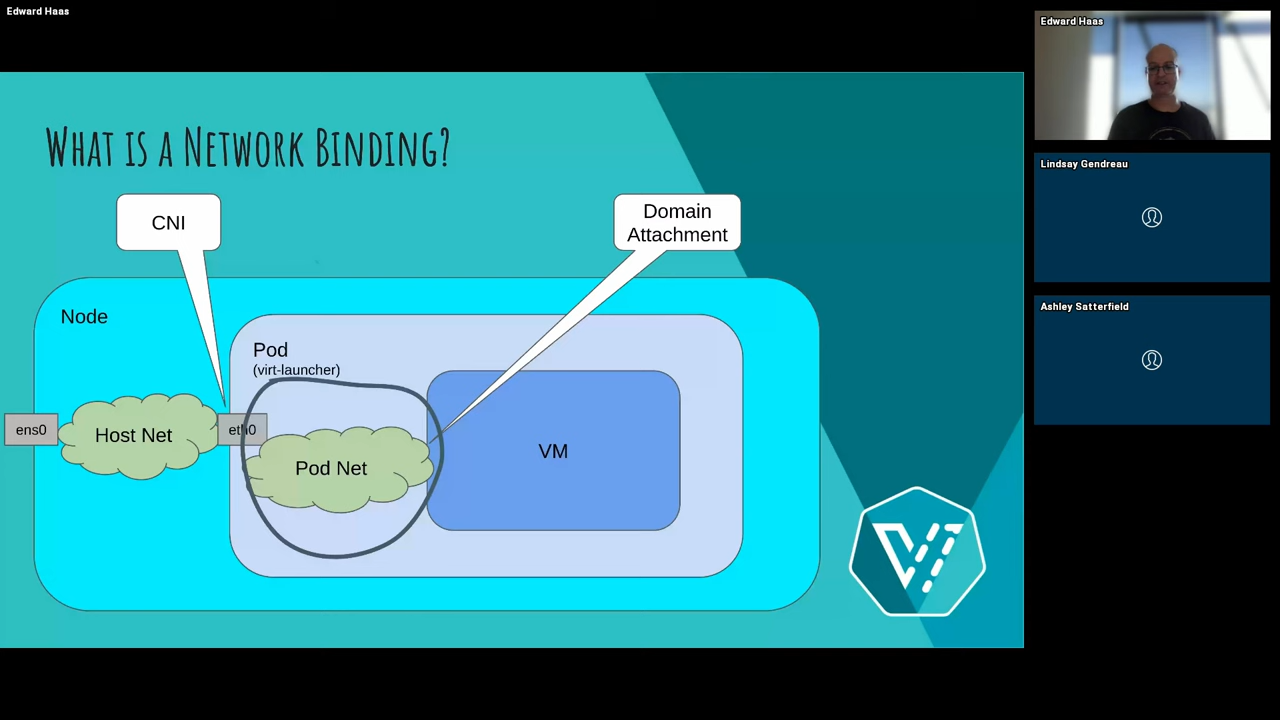 Edward Haas
WHAT IS A NETWORK BINDING?
CNI
Domain
Attachment
Node
Pod
(virt-launcher)
ens0
Host Net
eth0
Pod Net
VM
Edward Haas
Lindsay Gendreau
Ashley Satterfield